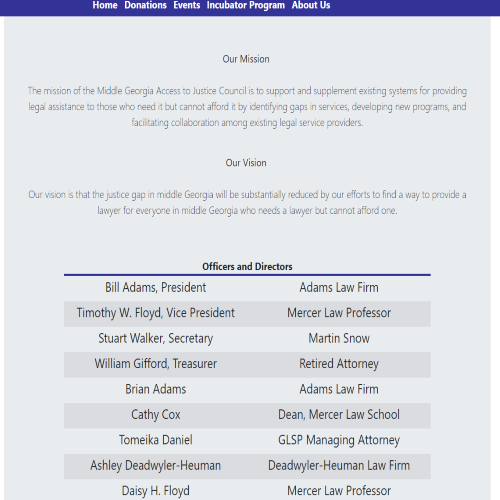 Home Donations Events Incubator Program About Us
Our Mission
The mission of the Middle Georgia Access to Justice Council is to support and supplement existing systems for providing
legal assistance to those who need it but cannot afford it by identifying gaps in services, developing new programs, and
facilitating collaboration among existing legal service providers.
Our Vision
Our vision is that the justice gap in middle Georgia will be substantially reduced by our efforts to find a way to provide a
lawyer for everyone in middle Georgia who needs a lawyer but cannot afford one.
Officers and Directors
Bill Adams, President Adams Law Firm
Timothy W. Floyd, Vice President Mercer Law Professor
Stuart Walker, Secretary Martin Snow
William Gifford, Treasurer Retired Attorney
Brian Adams Adams Law Firm
Cathy Cox Dean, Mercer Law School
Tomeika Daniel GLSP Managing Attorney
Ashley Deadwyler-Heuman Deadwyler-Heuman Law Firm
Daisy H. Floyd Mercer Law Professor